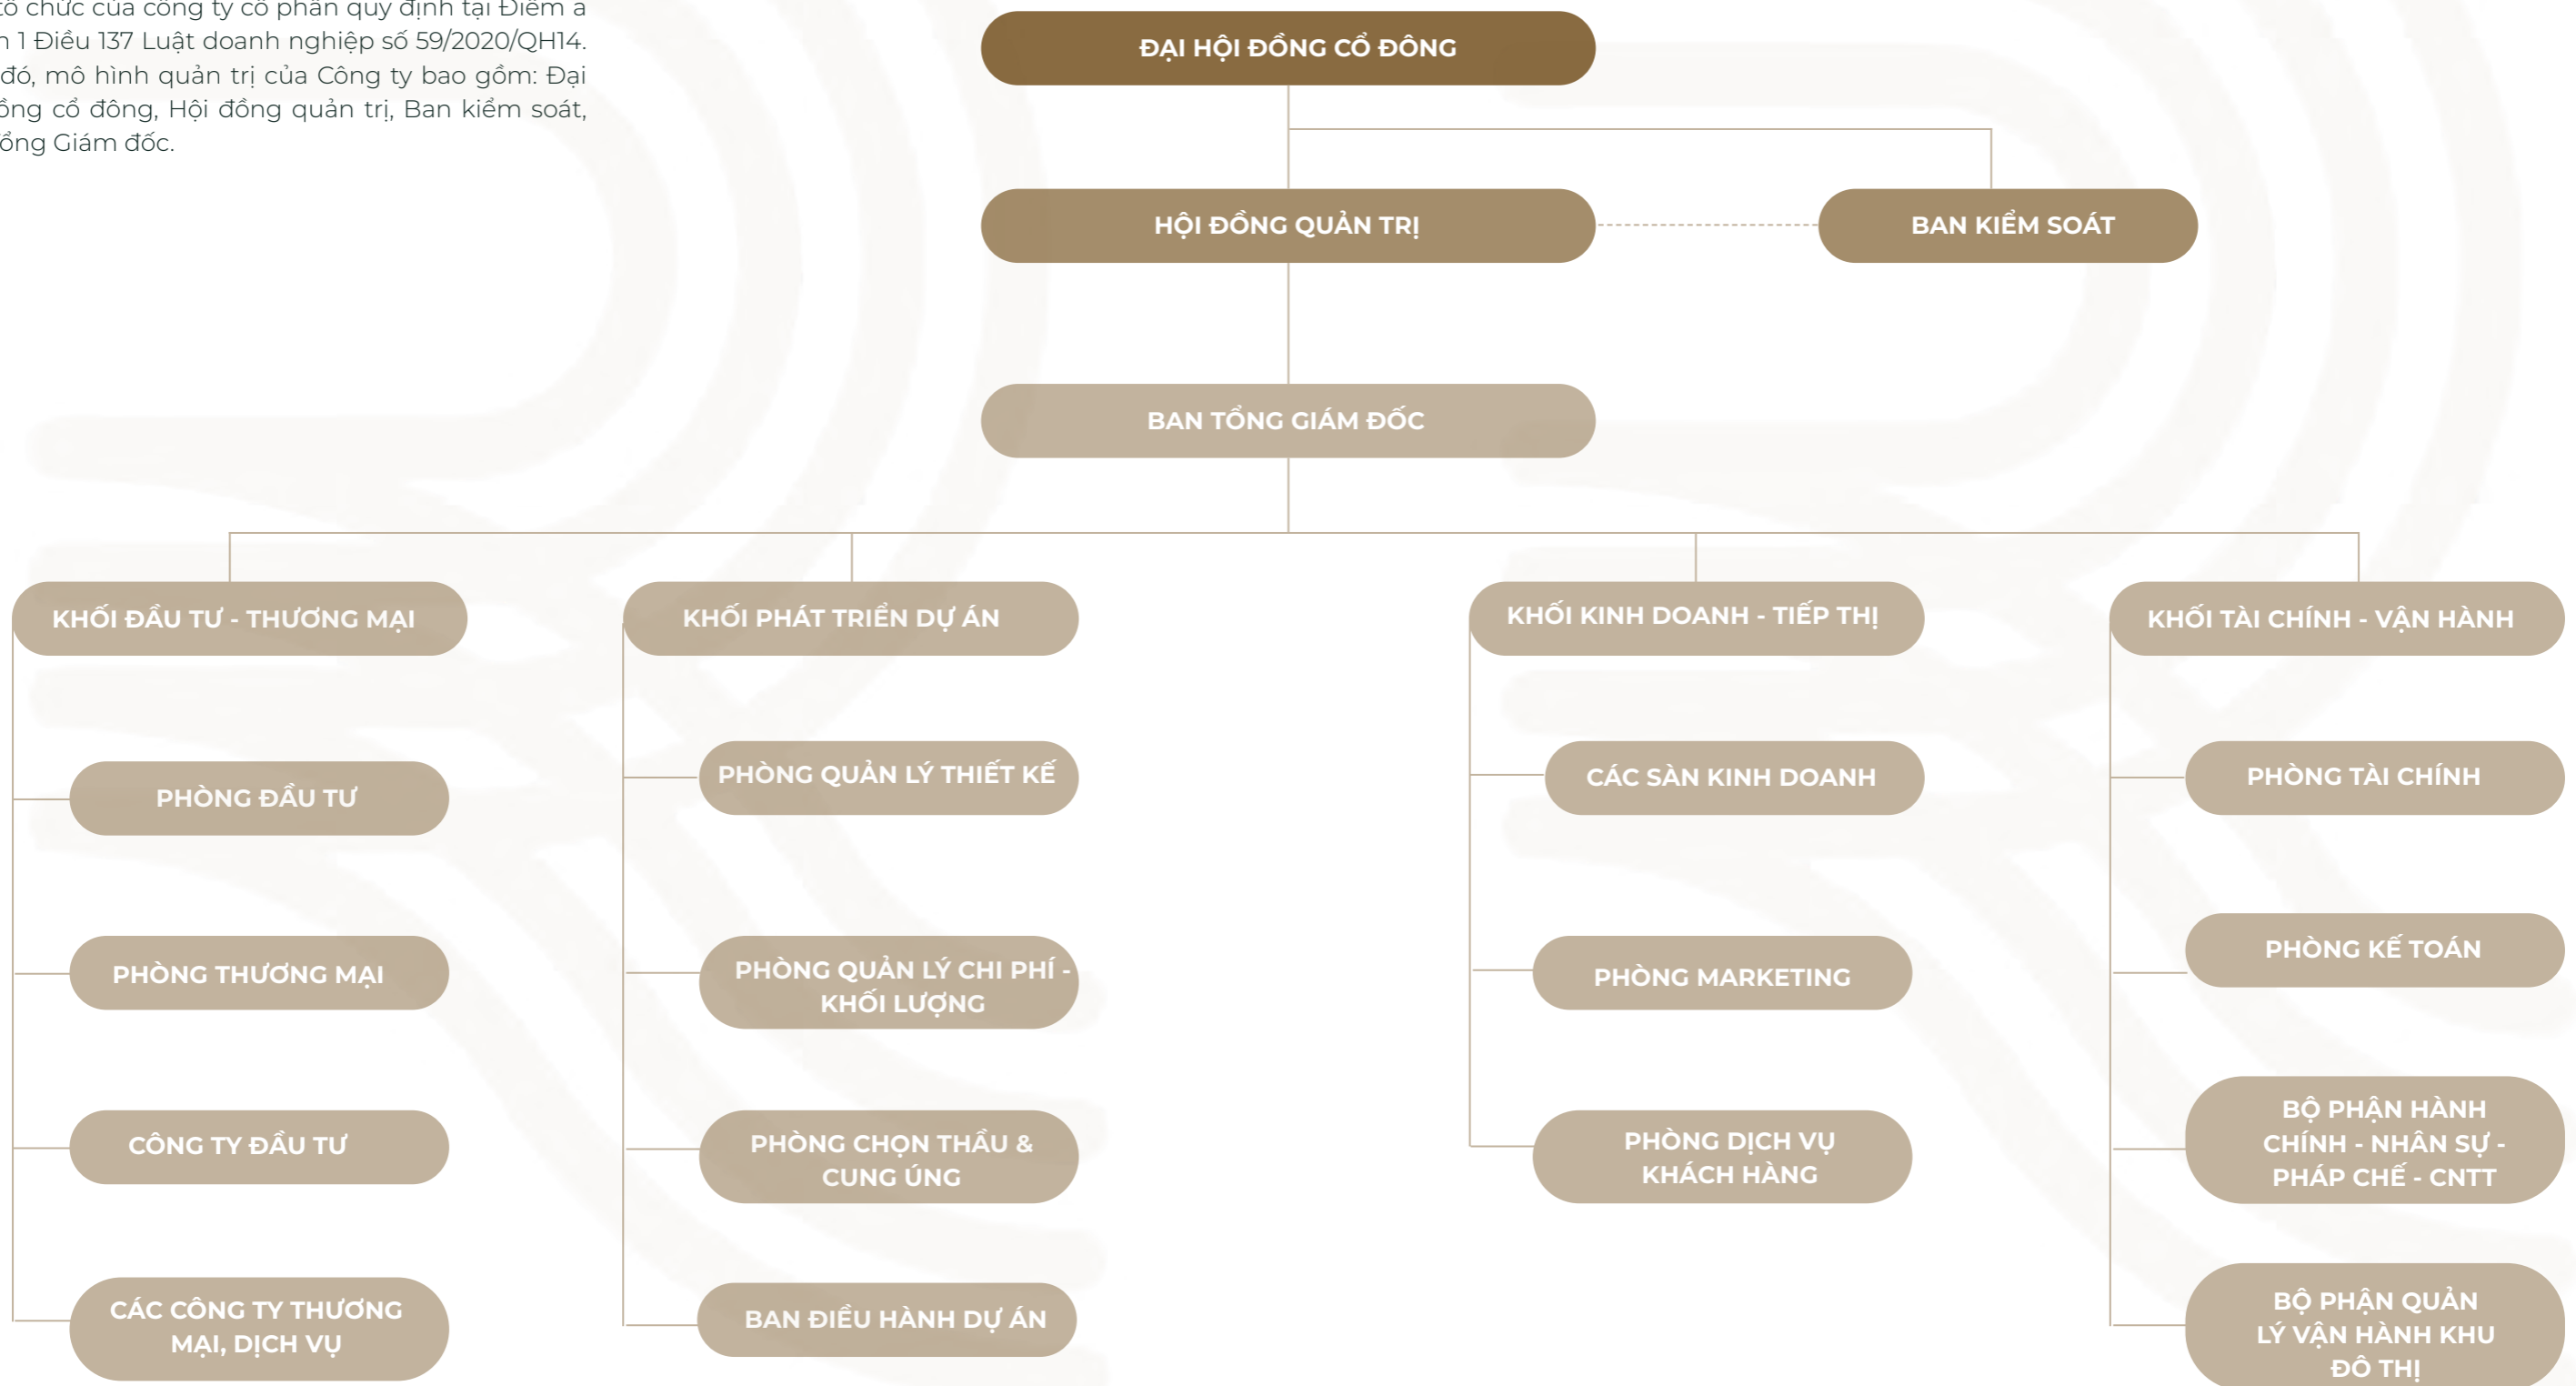 tổ chức của công ty cổ phần quy định tại Điểm a
1 Điều 137 Luật doanh nghiệp số 59/2020/QH14.
đó, mô hình quản trị của Công ty bao gồm: Đại
cổ đông, Hội đồng quản trị, Ban kiểm soát,
Giám đốc.
ĐẠI HỘI ĐỒNG CỔ ĐÔNG
HỘI ĐỒNG QUẢN TRỊ
BAN KIỂM SOÁT
BAN TỔNG GIÁM ĐỐC
KHỐI ĐẦU TƯ - THƯƠNG MẠI
PHÒNG ĐẦU TƯ
PHÒNG THƯƠNG MẠI
CÔNG TY ĐẦU TƯ
CÁC CÔNG TY THƯƠNG
MẠI, DỊCH VỤ
KHỐI PHÁT TRIỂN DỰ ÁN
PHÒNG QUẢN LÝ THIẾT KẾ
PHÒNG QUẢN LÝ CHI PHÍ -
KHỐI LƯỢNG
PHÒNG CHỌN THẦU &
CUNG ÚNG
BAN ĐIỀU HÀNH DỰ ÁN
KHỐI KINH DOANH - TIẾP THỊ
CÁC SÀN KINH DOANH
PHÒNG MARKETING
PHÒNG DỊCH VỤ
KHÁCH HÀNG
KHỐI TÀI CHÍNH - VẬN HÀNH
PHÒNG TÀI CHÍNH
PHÒNG KẾ TOÁN
BỘ PHẬN HÀNH
CHÍNH - NHÂN SỰ -
PHÁP CHẾ - CNTT
BỘ PHẬN QUẢN
LÝ VẬN HÀNH KHU
ĐÔ THỊ